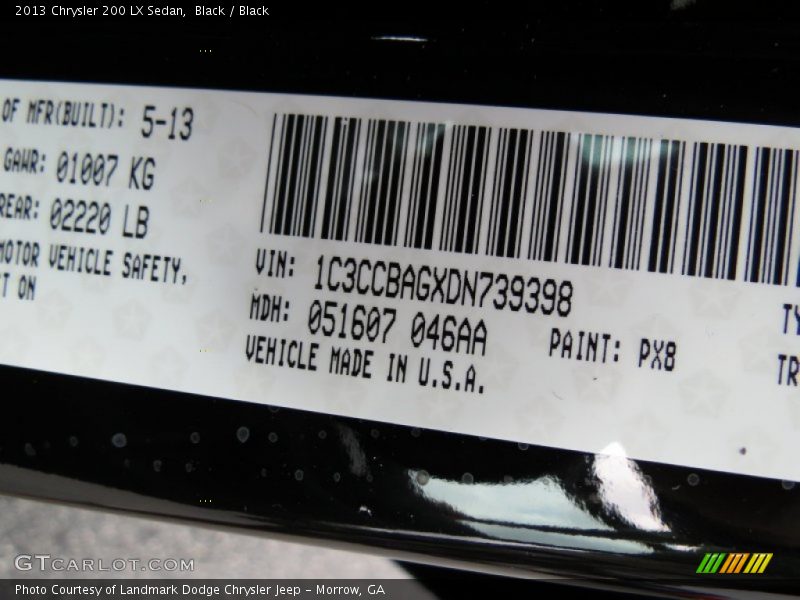 2013 Chrysler 200 LX Sedan,  Black / Black
OF MFR(BUILT): 5-13
GAWR: 01007 KG
REAR: 02220 LB
MOTOR VEHICLE SAFETY,
T ON
VIN: 1C3CCBAGXDN739398
MDH: 051607 046AA
PAINT: PX8
VEHICLE MADE IN U.S.A.
TY
TR
GTCARLOT.COM
Photo Courtesy of Landmark Dodge Chrysler Jeep – Morrow, GA